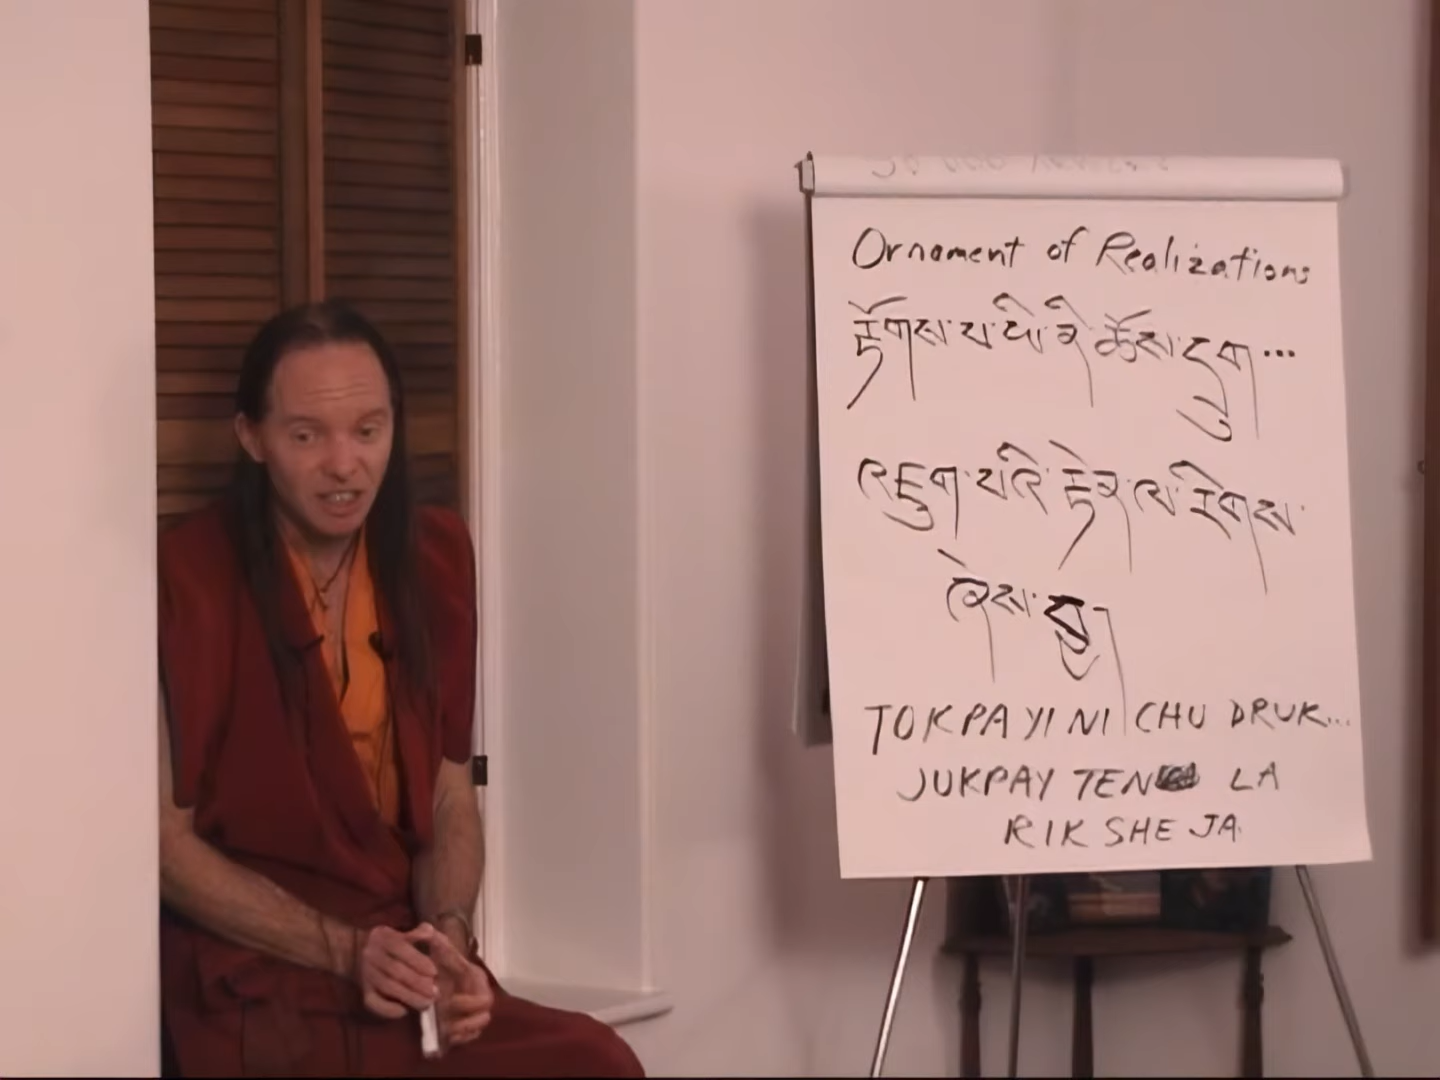 Ornament of Realizations
རྟོགས་པ་ཡི་ནི་ཆོས་དྲུག...
འཇུག་པའི་རྟེན་ལ་རིགས་
ཞེས་བྱ
TOKPA YI NI CHU DRUK...
JUKPAY TEN LA
RIK SHE JA